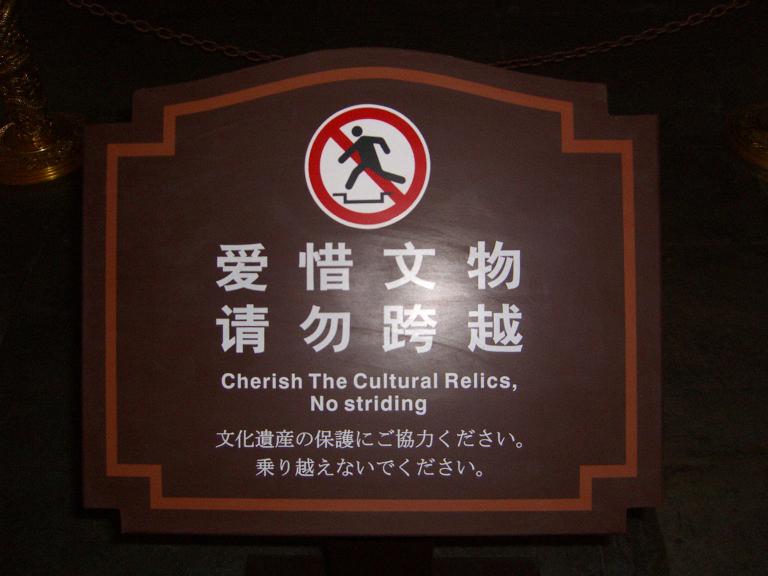 爱惜文物
请勿跨越
Cherish The Cultural Relics,
No striding
文化遺産の保護にご協力ください。
乗り越えないでください。